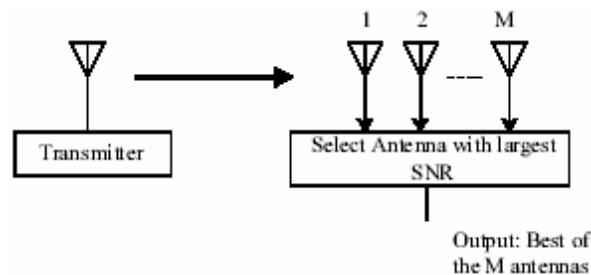 1 2 M
Transmitter
Select Antenna with largest
SNR
Output: Best of
the M antennas